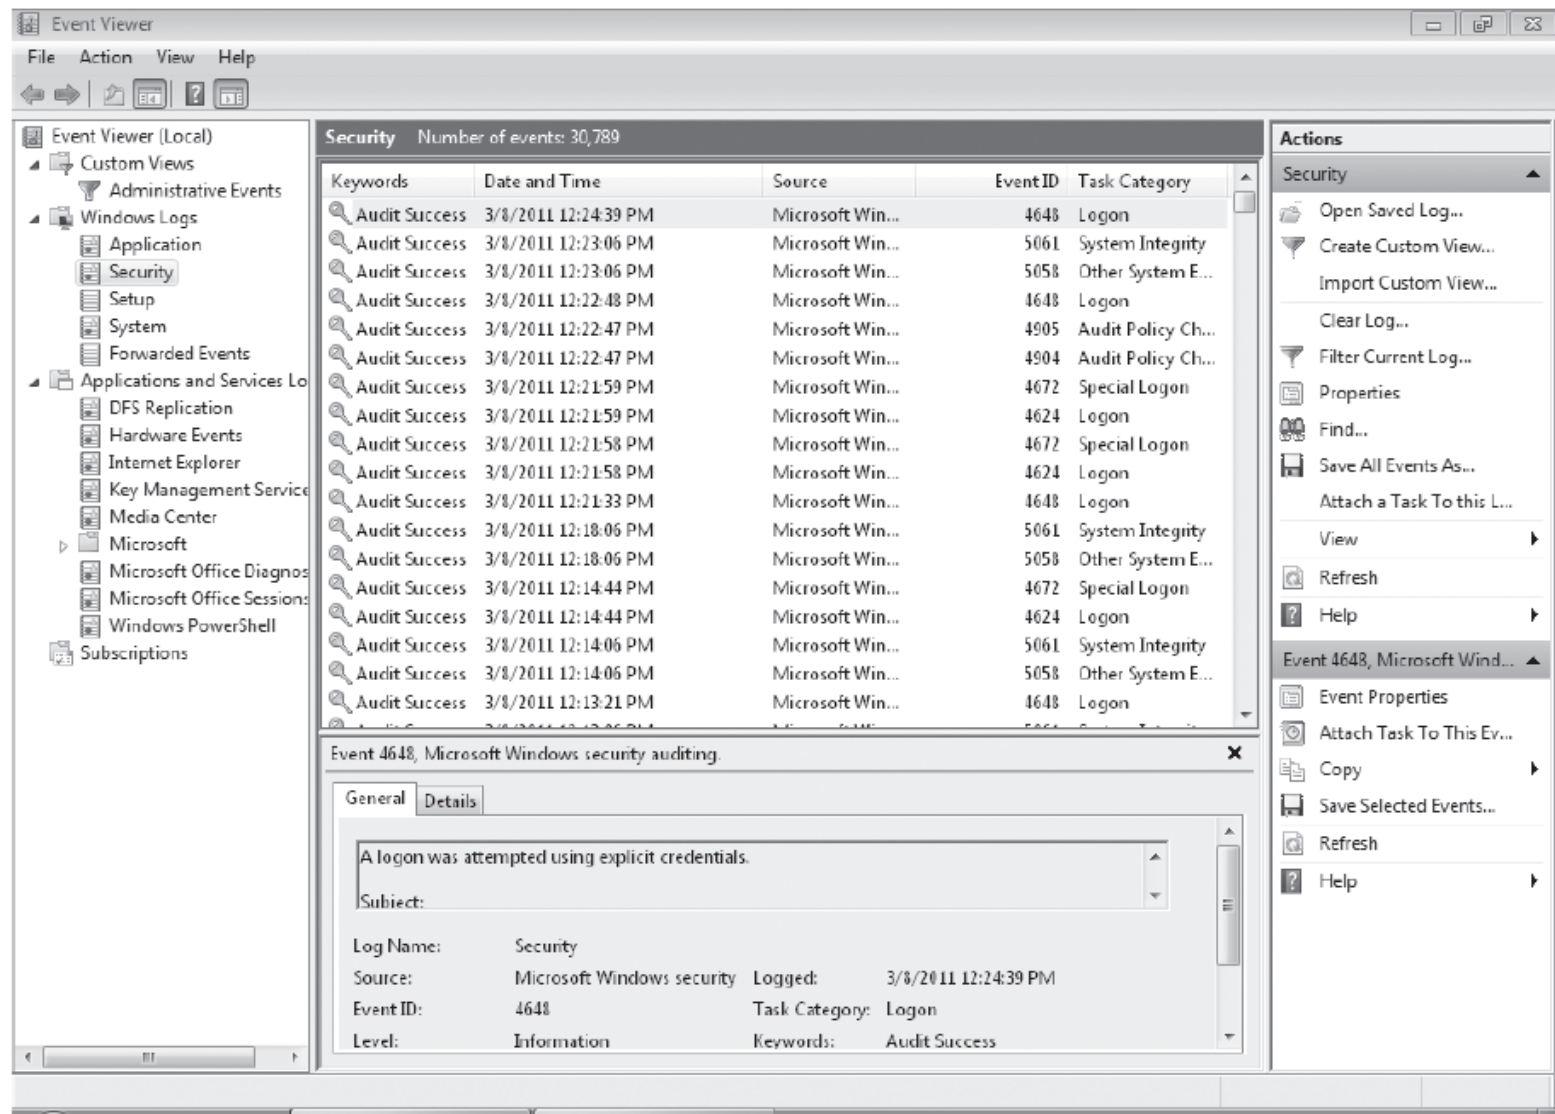 Event Viewer
File Action View Help
Event Viewer (Local)
Custom Views
Administrative Events
Windows Logs
Application
Security
Setup
System
Forwarded Events
Applications and Services Lo
DFS Replication
Hardware Events
Internet Explorer
Key Management Service
Media Center
Microsoft
Microsoft Office Diagnos
Microsoft Office Sessions
Windows PowerShell
Subscriptions
Security Number of events: 30,789
Keywords Date and Time Source Event ID Task Category
Audit Success 3/8/2011 12:24:39 PM Microsoft Win... 4648 Logon
Audit Success 3/8/2011 12:23:06 PM Microsoft Win... 5061 System Integrity
Audit Success 3/8/2011 12:23:06 PM Microsoft Win... 5058 Other System E...
Audit Success 3/8/2011 12:22:48 PM Microsoft Win... 4648 Logon
Audit Success 3/8/2011 12:22:47 PM Microsoft Win... 4905 Audit Policy Ch...
Audit Success 3/8/2011 12:22:47 PM Microsoft Win... 4904 Audit Policy Ch...
Audit Success 3/8/2011 12:21:59 PM Microsoft Win... 4672 Special Logon
Audit Success 3/8/2011 12:21:59 PM Microsoft Win... 4624 Logon
Audit Success 3/8/2011 12:21:58 PM Microsoft Win... 4672 Special Logon
Audit Success 3/8/2011 12:21:58 PM Microsoft Win... 4624 Logon
Audit Success 3/8/2011 12:21:33 PM Microsoft Win... 4648 Logon
Audit Success 3/8/2011 12:18:06 PM Microsoft Win... 5061 System Integrity
Audit Success 3/8/2011 12:18:06 PM Microsoft Win... 5058 Other System E...
Audit Success 3/8/2011 12:14:44 PM Microsoft Win... 4672 Special Logon
Audit Success 3/8/2011 12:14:44 PM Microsoft Win... 4624 Logon
Audit Success 3/8/2011 12:14:06 PM Microsoft Win... 5061 System Integrity
Audit Success 3/8/2011 12:14:06 PM Microsoft Win... 5058 Other System E...
Audit Success 3/8/2011 12:13:21 PM Microsoft Win... 4648 Logon
Event 4648, Microsoft Windows security auditing.
General Details
A logon was attempted using explicit credentials.
Subject:
Log Name: Security
Source: Microsoft Windows security Logged: 3/8/2011 12:24:39 PM
Event ID: 4648 Task Category: Logon
Level: Information Keywords: Audit Success
Actions
Security
Open Saved Log...
Create Custom View...
Import Custom View...
Clear Log...
Filter Current Log...
Properties
Find...
Save All Events As...
Attach a Task To this L...
View
Refresh
Help
Event 4648, Microsoft Wind...
Event Properties
Attach Task To This Ev...
Copy
Save Selected Events...
Refresh
Help